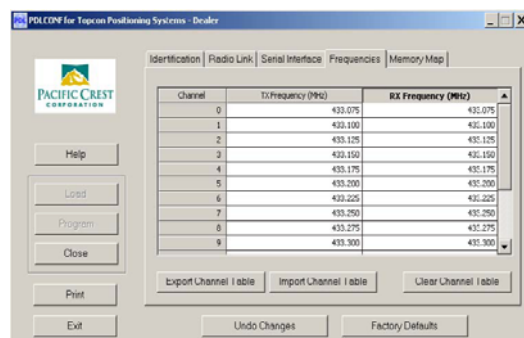 PDL PDLCONF for Topcon Positioning Systems - Dealer
Identification Radio Link Serial Interface Frequencies Memory Map
PACIFIC CREST
CORPORATION
Channel TX Frequency (MHz) RX Frequency (MHz)
0 433.075 433.075
1 433.100 433.100
2 433.125 433.125
3 433.150 433.150
4 433.175 433.175
5 433.200 433.200
6 433.225 433.225
7 433.250 433.250
8 433.275 433.275
9 433.300 433.300
Help
Load
Program
Close
Print
Exit
Export Channel Table Import Channel Table Clear Channel Table
Undo Changes Factory Defaults